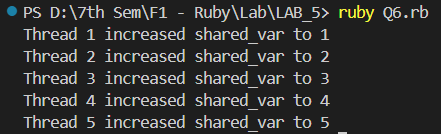 PS D:\7th Sem\F1 - Ruby\Lab\LAB_5> ruby Q6.rb
Thread 1 increased shared_var to 1
Thread 2 increased shared_var to 2
Thread 3 increased shared_var to 3
Thread 4 increased shared_var to 4
Thread 5 increased shared_var to 5